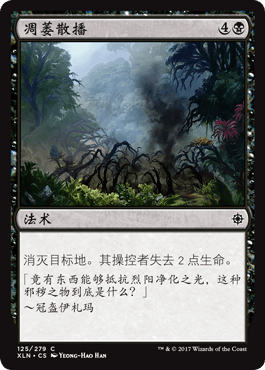 凋萎散播 4
法术
消灭目标地。其操控者失去2点生命。
「竟有东西能够抵抗烈阳净化之光，这种
邪秽之物到底是什么？」
～冠盔伊札玛
125/279 C
XLN • CS Yeong-Hao Han
™ & © 2017 Wizards of the Coast